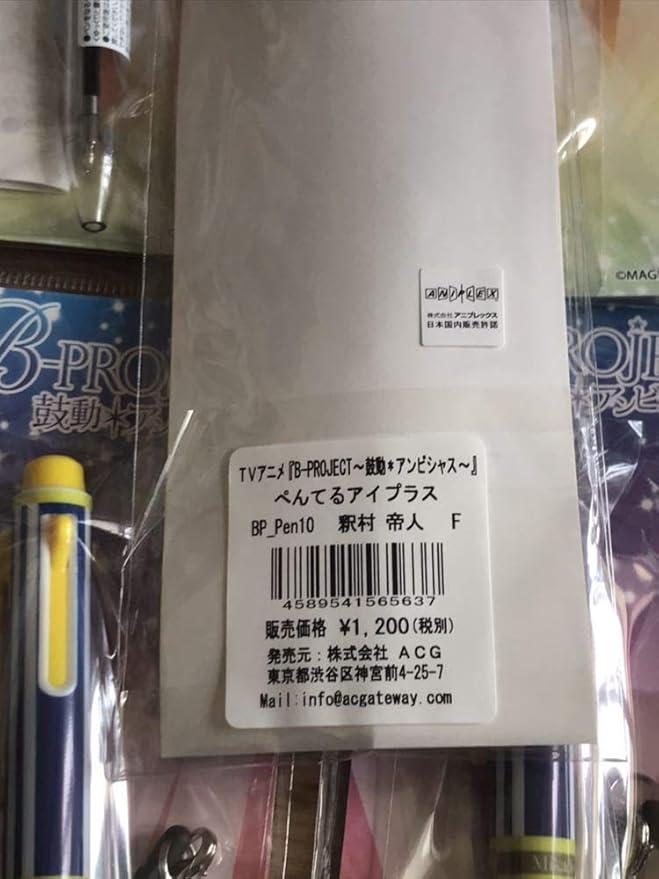 ©MAG
ANIPLEX
株式会社 アニプレックス
日本国内販売許諾
B-PROJ
鼓動*ア
ROJE
*アンビ
TVアニメ『B-PROJECT～鼓動*アンビシャス～』
ぺんてるアイプラス
BP_Pen10 釈村 帝人 F
4589541565637
販売価格 ¥1,200(税別)
発売元：株式会社 ACG
東京都渋谷区神宮前4-25-7
Mail:info@acgateway.com